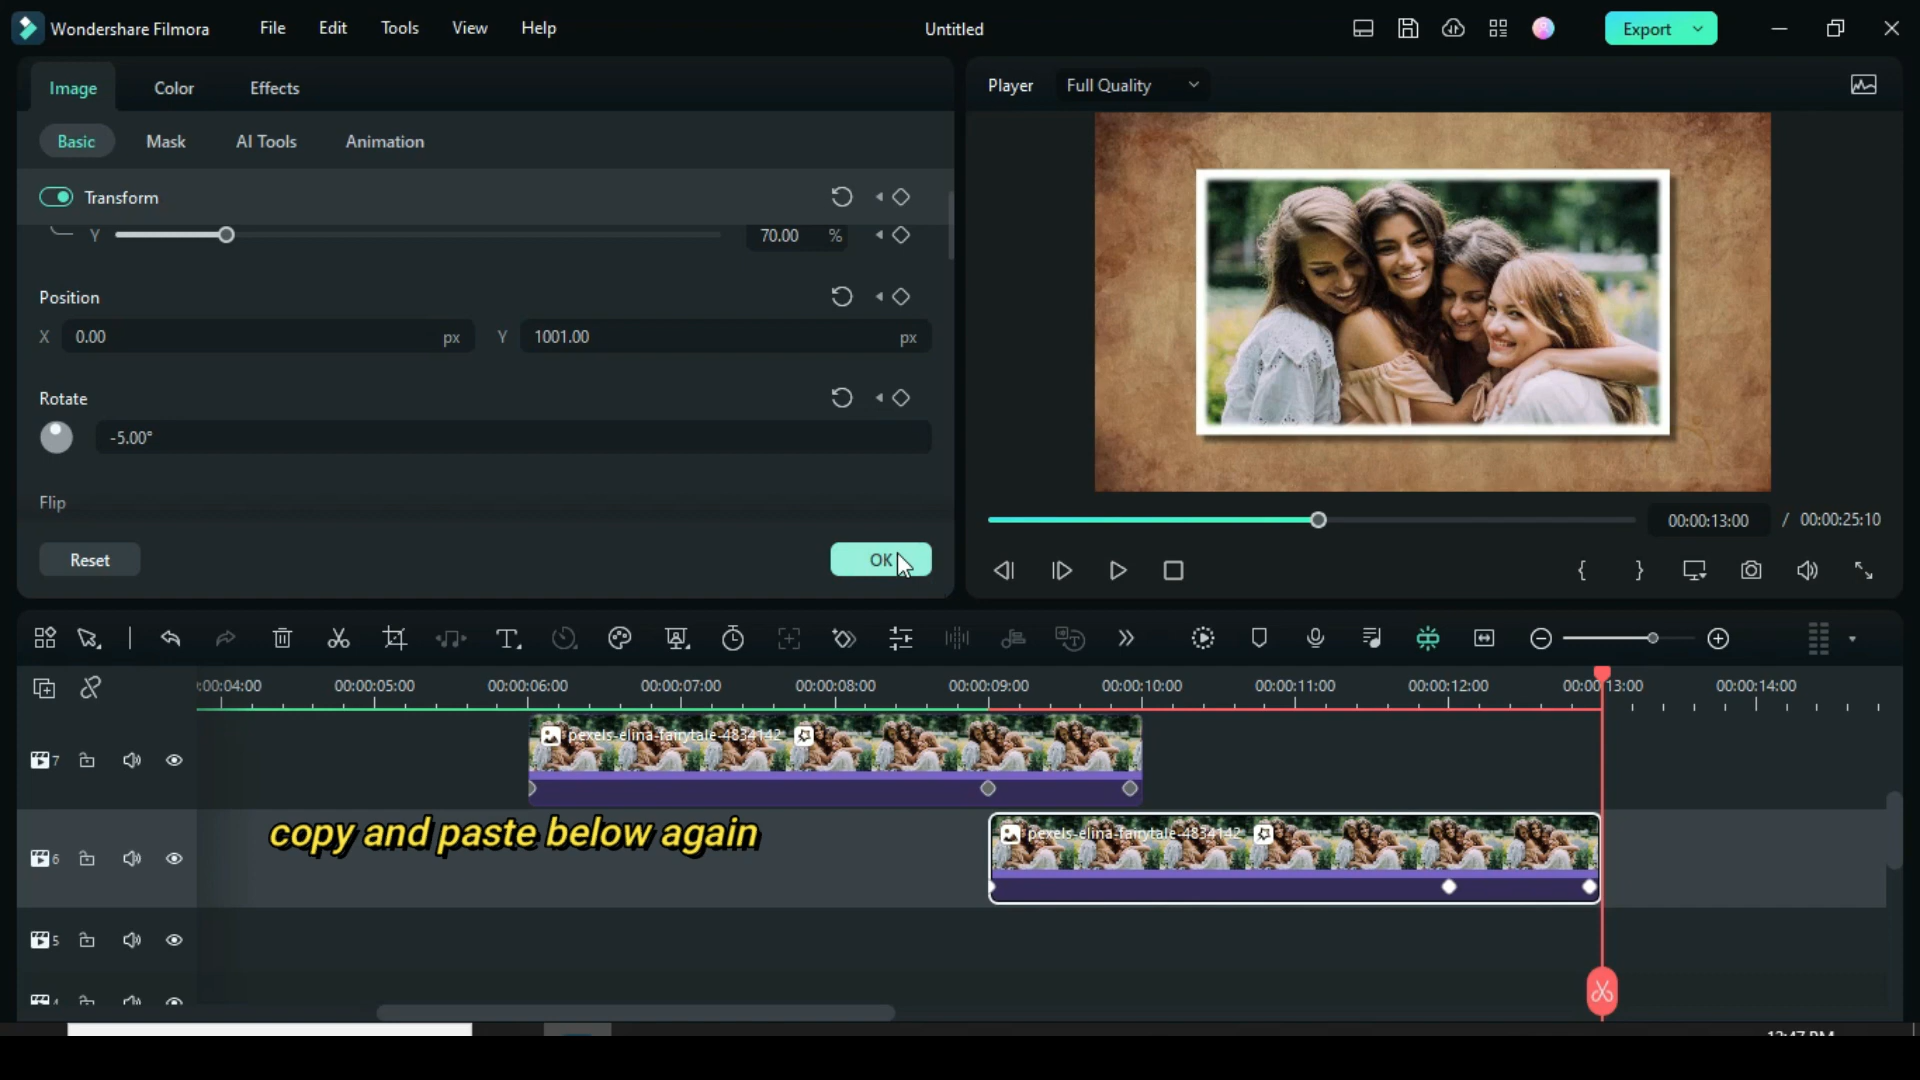 Wondershare Filmora File Edit Tools View Help Untitled Export
Image Color Effects
Player Full Quality
Basic Mask AI Tools Animation
Transform
Y 70.00 %
Position
X 0.00 px Y 1001.00 px
Rotate
-5.00°
Flip
Reset OK
00:00:13:00 / 00:00:25:10
:00:04:00 00:00:05:00 00:00:06:00 00:00:07:00 00:00:08:00 00:00:09:00 00:00:10:00 00:00:11:00 00:00:12:00 00:00:13:00 00:00:14:00
pexels-elina-fairytale-4834142
7
copy and paste below again
pexels-elina-fairytale-4834142
6
5